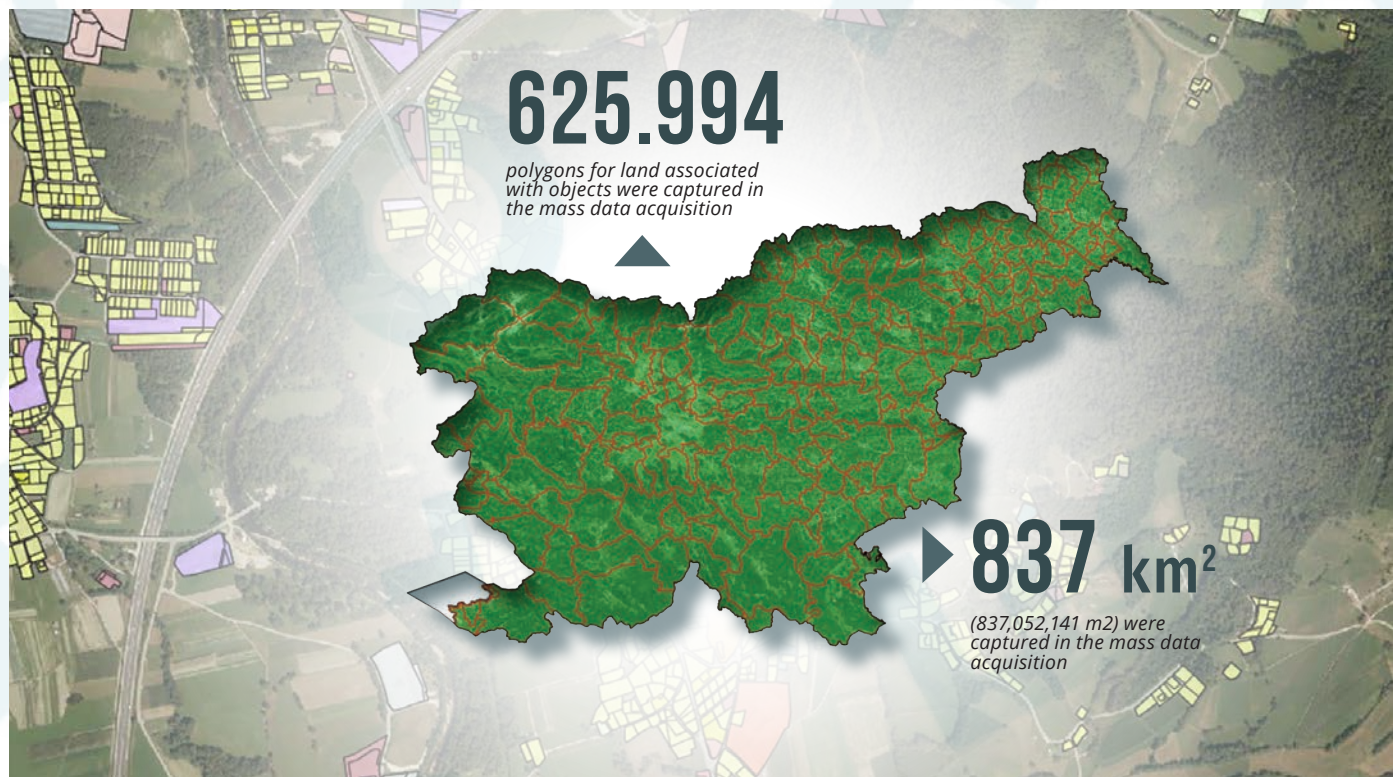 625.994
polygons for land associated
with objects were captured in
the mass data acquisition
837 km²
(837,052,141 m2) were
captured in the mass data
acquisition